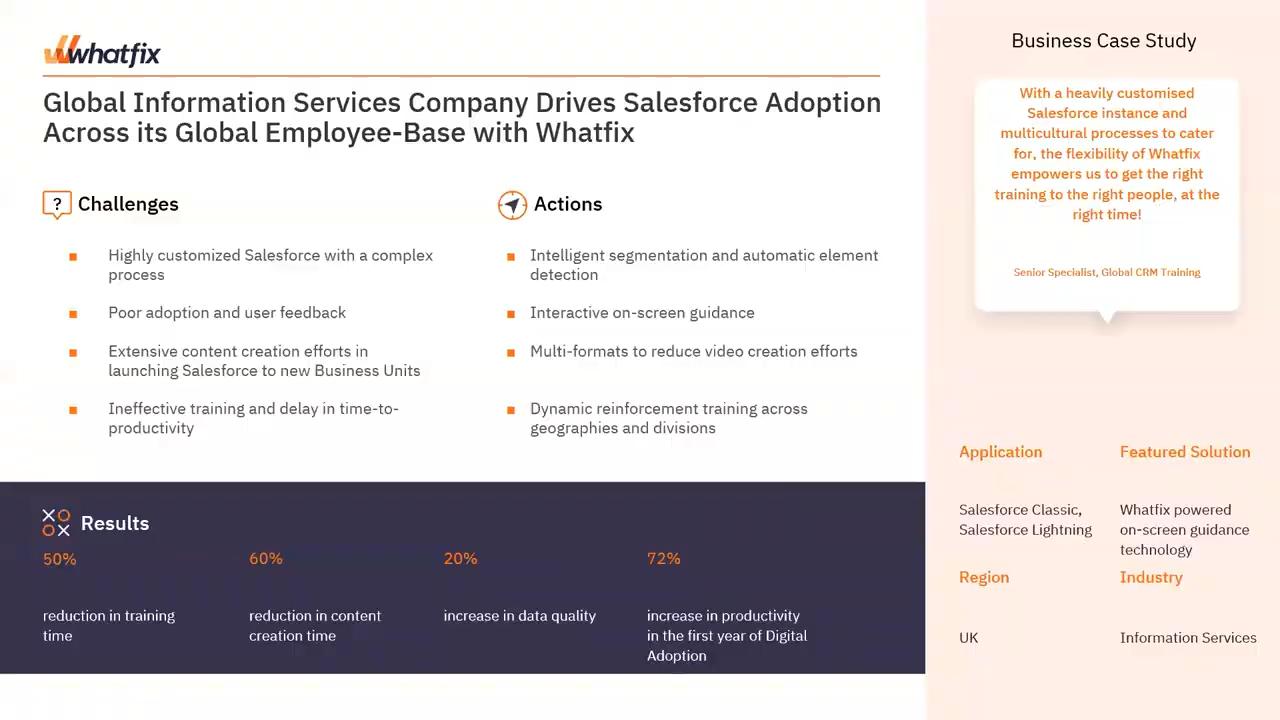 whatfix
Global Information Services Company Drives Salesforce Adoption
Across its Global Employee-Base with Whatfix
?
Challenges
Highly customized Salesforce with a complex
process
Poor adoption and user feedback
Extensive content creation efforts in
launching Salesforce to new Business Units
Ineffective training and delay in time-to-
productivity
Actions
Intelligent segmentation and automatic element
detection
Interactive on-screen guidance
Multi-formats to reduce video creation efforts
Dynamic reinforcement training across
geographies and divisions
Results
50%
reduction in training
time
60%
reduction in content
creation time
20%
increase in data quality
72%
increase in productivity
in the first year of Digital
Adoption
Business Case Study
With a heavily customised
Salesforce instance and
multicultural processes to cater
for, the flexibility of Whatfix
empowers us to get the right
training to the right people, at the
right time!
Senior Specialist, Global CRM Training
Application
Salesforce Classic,
Salesforce Lightning
Featured Solution
Whatfix powered
on-screen guidance
technology
Region
UK
Industry
Information Services